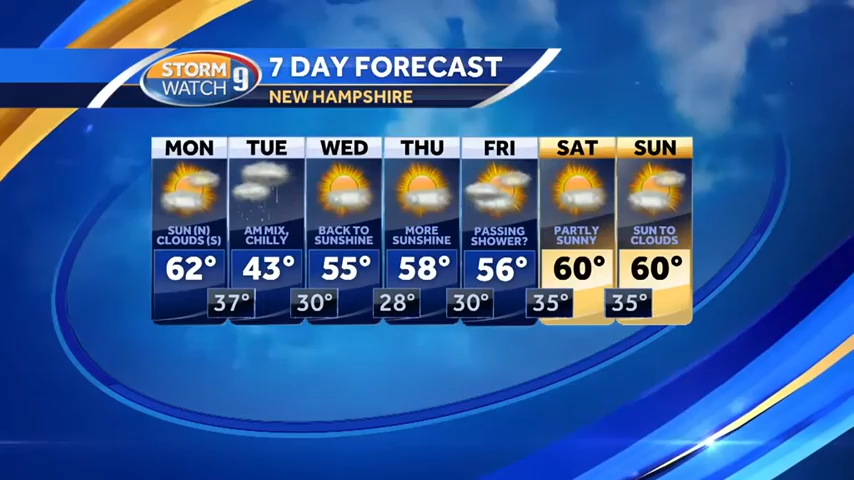 STORM
WATCH 9
7 DAY FORECAST
NEW HAMPSHIRE
MON TUE WED THU FRI SAT SUN
SUN (N) AM MIX, BACK TO MORE PASSING PARTLY SUN TO
CLOUDS (S) CHILLY SUNSHINE SUNSHINE SHOWER? SUNNY CLOUDS
62° 43° 55° 58° 56° 60° 60°
37° 30° 28° 30° 35° 35°